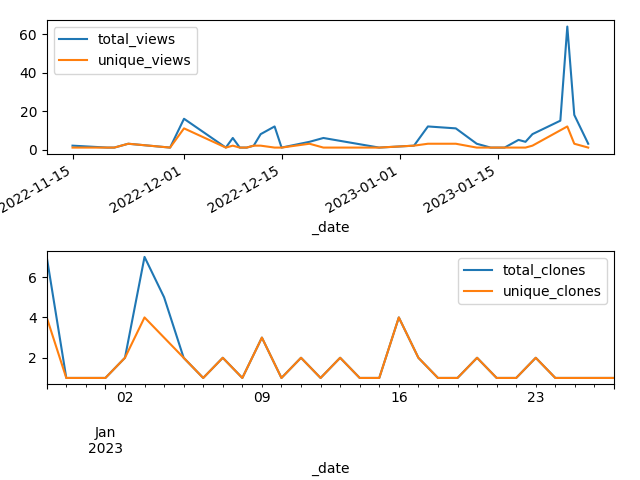 total_views
unique_views
60
40
20
0
2022-11-15
2022-12-01
2022-12-15
2023-01-01
2023-01-15
_date
total_clones
unique_clones
6
4
2
02
09
16
23
Jan
2023
_date